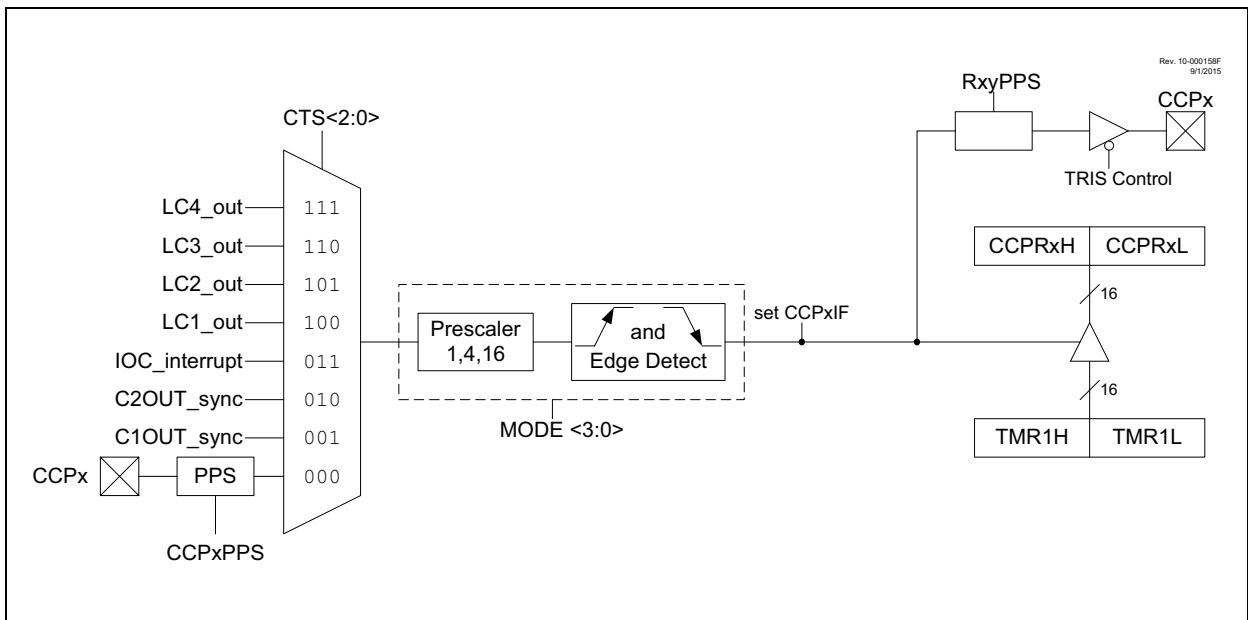 Rev. 10-000158F
9/1/2015
RxyPPS
CCPx
CTS<2:0>
TRIS Control
LC4_out 111
LC3_out 110
LC2_out 101
LC1_out 100
IOC_interrupt 011
C2OUT_sync 010
C1OUT_sync 001
CCPx PPS 000
CCPxPPS
Prescaler
1,4,16
and
Edge Detect
MODE <3:0>
set CCPxIF
CCPRxH CCPRxL
16
16
TMR1H TMR1L